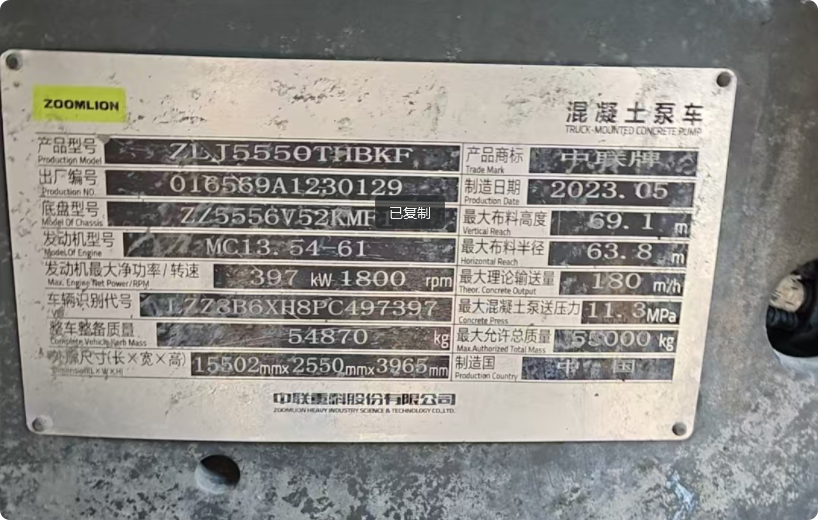 ZOOMLION
混凝土泵车
TRUCK-MOUNTED CONCRETE PUMP
产品型号 ZLJ5550THBKF 产品商标 中联牌
Production Model Trade Mark
出厂编号 016569A1230129 制造日期 2023.05
Production NO. Production Date
底盘型号 ZZ5556V52KMF 最大布料高度 69.1 m
Model Of Chassis Vertical Reach
已复制
发动机型号 MC13.54-61 最大布料半径 63.8 m
Model Of Engine Horizontal Reach
发动机最大净功率/转速 397 kW 1800 rpm 最大理论输送量 180 m³/h
Max. Engine Net Power/RPM Theor. Concrete Output
车辆识别代号 LZZ8B6XH8PC497397 最大混凝土泵送压力 11.3 MPa
Concrete Press
整车整备质量 54870 kg 最大允许总质量 55000 kg
Complete Vehicle Kerb Mass Max.Authorized Total Mass
外廓尺寸(长×宽×高) 15502mm×2550mm×3965mm 制造国 中 国
Dimension(L×W×H) Production Country
中联重科股份有限公司
ZOOMLION HEAVY INDUSTRY SCIENCE & TECHNOLOGY CO.,LTD.